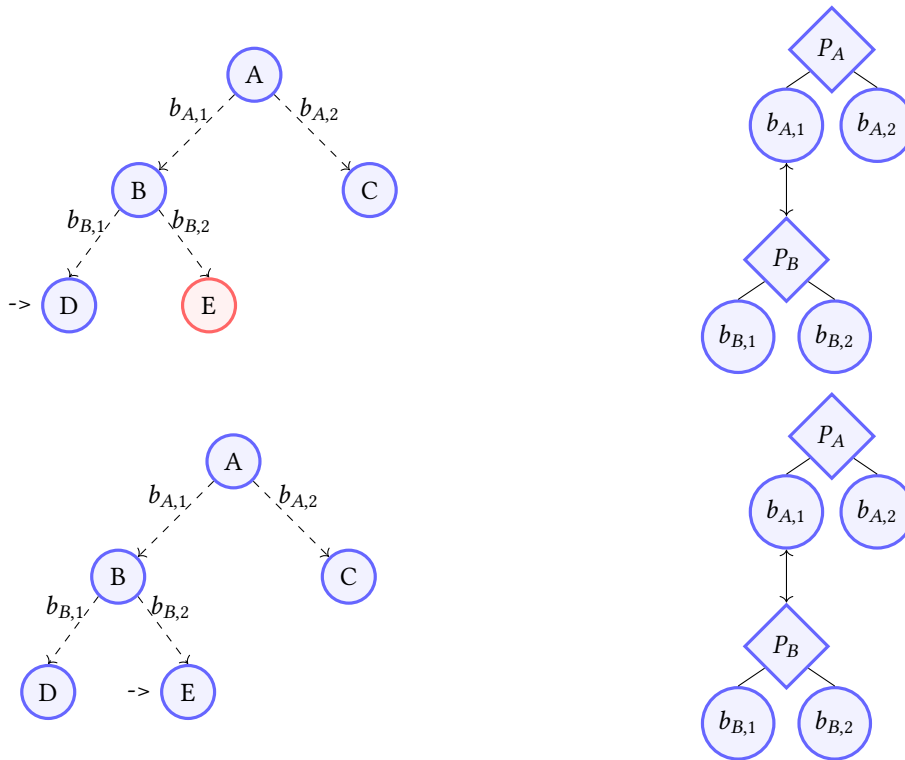 A
P_A
b_{A,1} b_{A,2}
b_{A,1} b_{A,2}
B C
b_{B,1} b_{B,2}
P_B
-> D E
b_{B,1} b_{B,2}
A
P_A
b_{A,1} b_{A,2}
b_{A,1} b_{A,2}
B C
b_{B,1} b_{B,2}
P_B
D -> E
b_{B,1} b_{B,2}